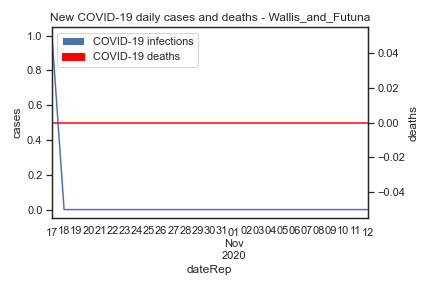 New COVID-19 daily cases and deaths - Wallis_and_Futuna
COVID-19 infections
COVID-19 deaths
1.0
0.8
0.6
0.4
0.2
0.0
cases
0.04
0.02
0.00
−0.02
−0.04
deaths
17 18 19 20 21 22 23 24 25 26 27 28 29 30 31 01 02 03 04 05 06 07 08 09 10 11 12
Nov
2020
dateRep